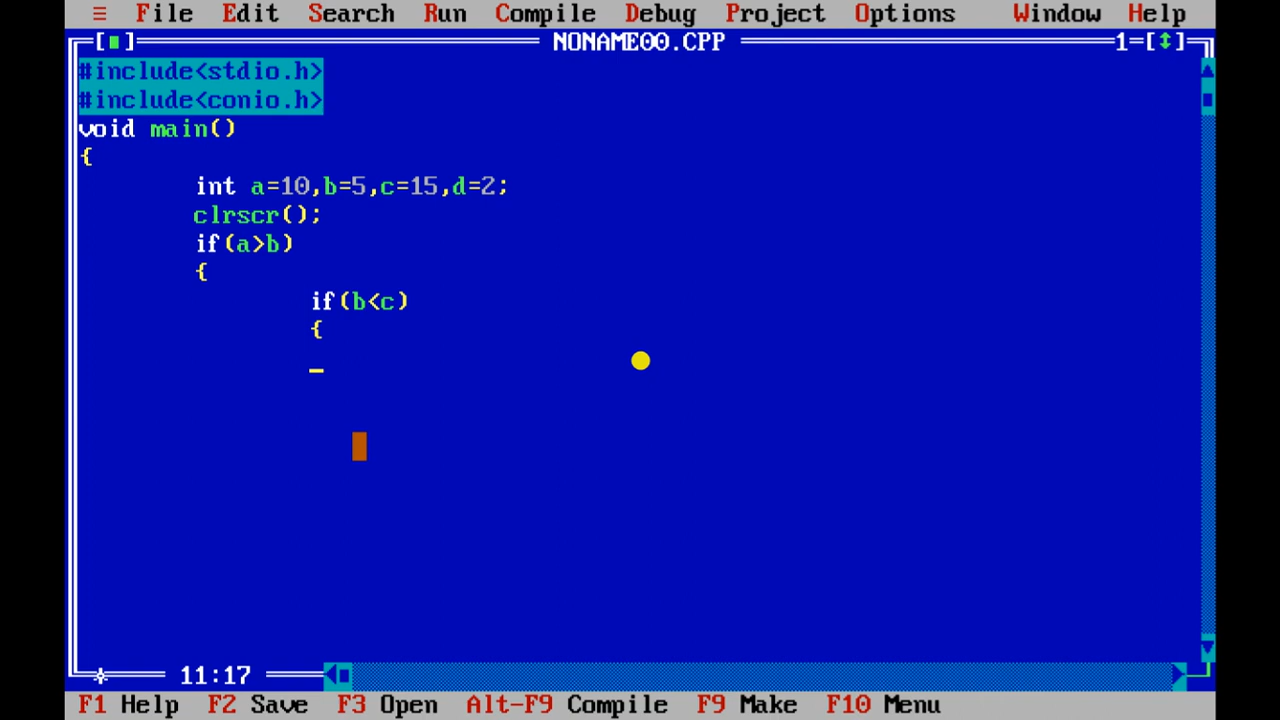 ≡ File Edit Search Run Compile Debug Project Options Window Help
[■] NONAME00.CPP 1=[↕]
#include<stdio.h>
#include<conio.h>
void main()
{
int a=10,b=5,c=15,d=2;
clrscr();
if(a>b)
{
if(b<c)
{
_
11:17
F1 Help F2 Save F3 Open Alt-F9 Compile F9 Make F10 Menu